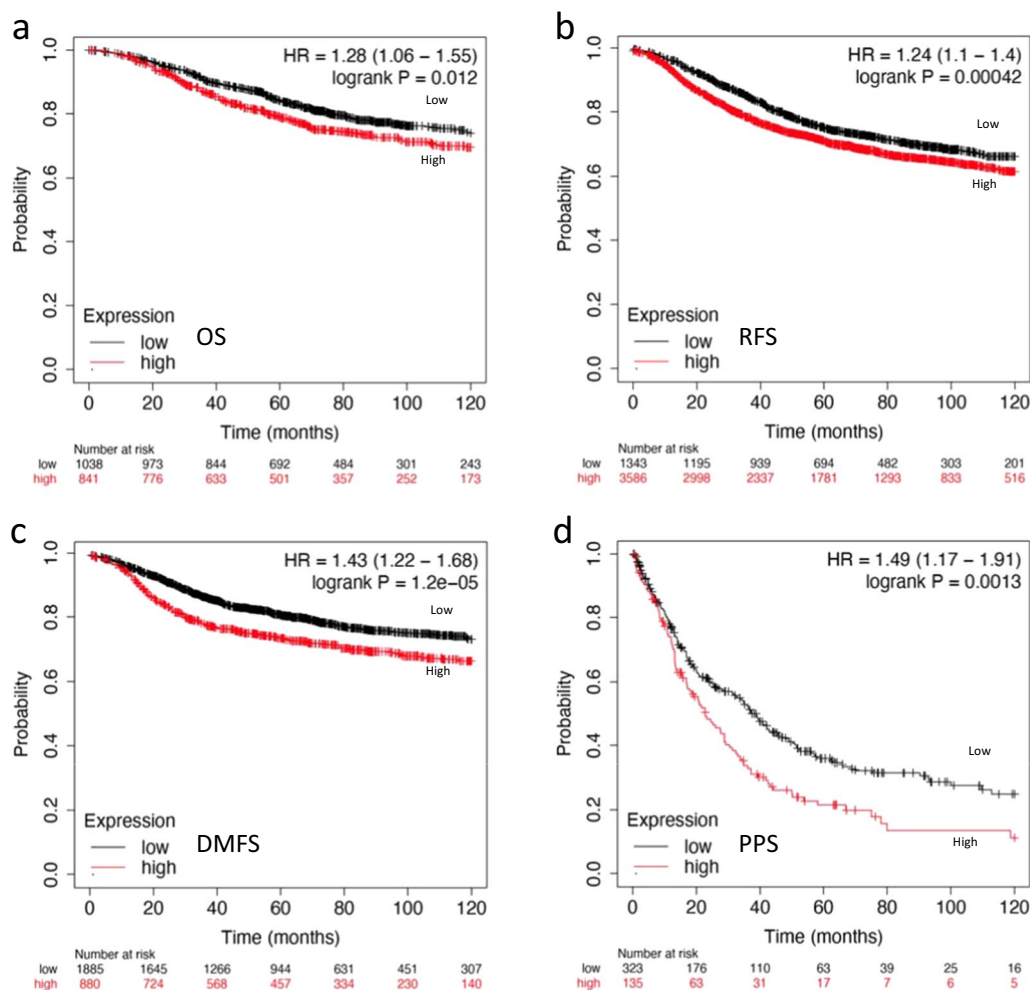 a
HR = 1.28 (1.06 – 1.55)
logrank P = 0.012
Low
High
Probability
1.0
0.8
0.6
0.4
0.2
0.0
Expression
low
high
OS
0 20 40 60 80 100 120
Time (months)
Number at risk
low 1038 973 844 692 484 301 243
high 841 776 633 501 357 252 173
b
HR = 1.24 (1.1 – 1.4)
logrank P = 0.00042
Low
High
Probability
1.0
0.8
0.6
0.4
0.2
0.0
Expression
low
high
RFS
0 20 40 60 80 100 120
Time (months)
Number at risk
low 1343 1195 939 694 482 303 201
high 3586 2998 2337 1781 1293 833 516
c
HR = 1.43 (1.22 – 1.68)
logrank P = 1.2e−05
Low
High
Probability
1.0
0.8
0.6
0.4
0.2
0.0
Expression
low
high
DMFS
0 20 40 60 80 100 120
Time (months)
Number at risk
low 1885 1645 1266 944 631 451 307
high 880 724 568 457 334 230 140
d
HR = 1.49 (1.17 – 1.91)
logrank P = 0.0013
Low
High
Probability
1.0
0.8
0.6
0.4
0.2
0.0
Expression
low
high
PPS
0 20 40 60 80 100 120
Time (months)
Number at risk
low 323 176 110 63 39 25 16
high 135 63 31 17 7 6 5